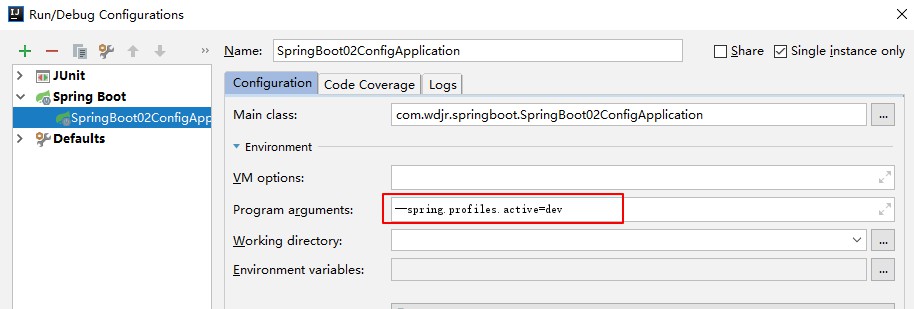 Run/Debug Configurations
Name: SpringBoot02ConfigApplication
Share
Single instance only
JUnit
Spring Boot
SpringBoot02ConfigApp
Defaults
Configuration
Code Coverage
Logs
Main class: com.wdjr.springboot.SpringBoot02ConfigApplication ...
Environment
VM options:
Program arguments: --spring.profiles.active=dev
Working directory: ...
Environment variables: ...